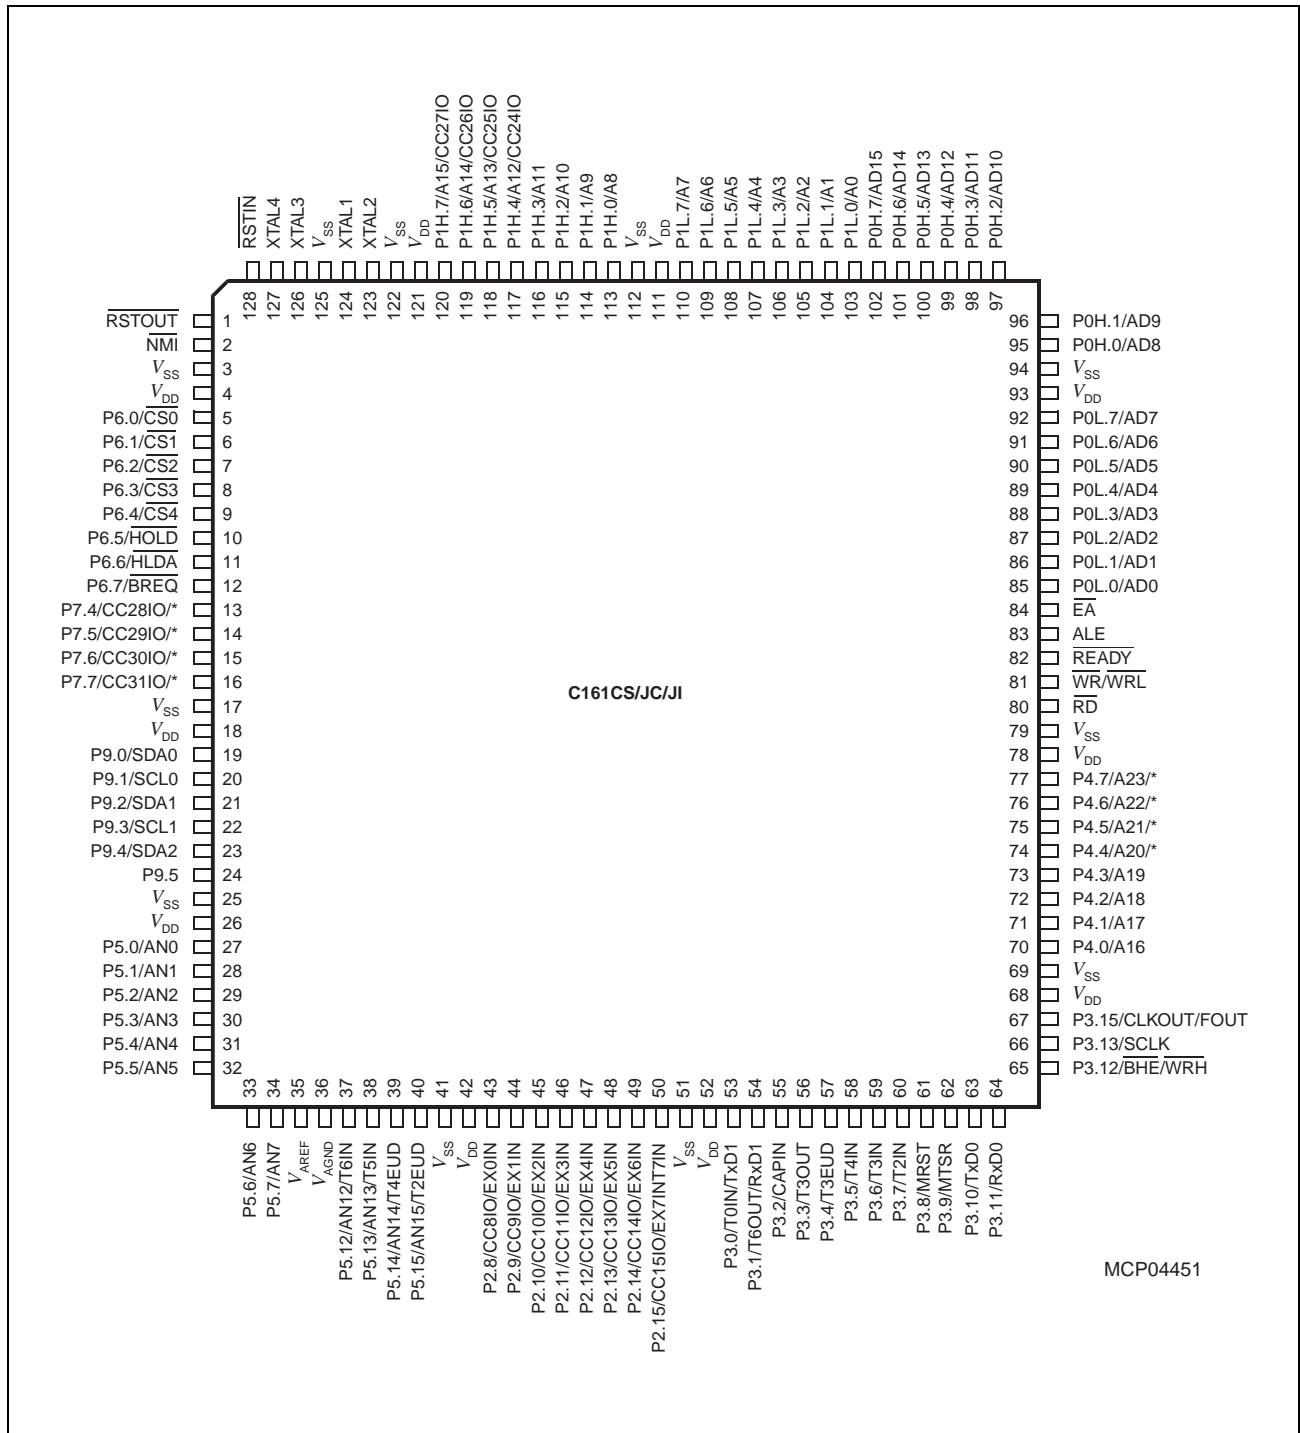 RSTIN
XTAL4
XTAL3
VSS
XTAL1
XTAL2
VSS
VDD
P1H.7/A15/CC27IO
P1H.6/A14/CC26IO
P1H.5/A13/CC25IO
P1H.4/A12/CC24IO
P1H.3/A11
P1H.2/A10
P1H.1/A9
P1H.0/A8
VSS
VDD
P1L.7/A7
P1L.6/A6
P1L.5/A5
P1L.4/A4
P1L.3/A3
P1L.2/A2
P1L.1/A1
P1L.0/A0
P0H.7/AD15
P0H.6/AD14
P0H.5/AD13
P0H.4/AD12
P0H.3/AD11
P0H.2/AD10
128
127
126
125
124
123
122
121
120
119
118
117
116
115
114
113
112
111
110
109
108
107
106
105
104
103
102
101
100
99
98
97
RSTOUT 1
NMI 2
VSS 3
VDD 4
P6.0/CS0 5
P6.1/CS1 6
P6.2/CS2 7
P6.3/CS3 8
P6.4/CS4 9
P6.5/HOLD 10
P6.6/HLDA 11
P6.7/BREQ 12
P7.4/CC28IO/* 13
P7.5/CC29IO/* 14
P7.6/CC30IO/* 15
P7.7/CC31IO/* 16
VSS 17
VDD 18
P9.0/SDA0 19
P9.1/SCL0 20
P9.2/SDA1 21
P9.3/SCL1 22
P9.4/SDA2 23
P9.5 24
VSS 25
VDD 26
P5.0/AN0 27
P5.1/AN1 28
P5.2/AN2 29
P5.3/AN3 30
P5.4/AN4 31
P5.5/AN5 32
C161CS/JC/JI
96 P0H.1/AD9
95 P0H.0/AD8
94 VSS
93 VDD
92 P0L.7/AD7
91 P0L.6/AD6
90 P0L.5/AD5
89 P0L.4/AD4
88 P0L.3/AD3
87 P0L.2/AD2
86 P0L.1/AD1
85 P0L.0/AD0
84 EA
83 ALE
82 READY
81 WR/WRL
80 RD
79 VSS
78 VDD
77 P4.7/A23/*
76 P4.6/A22/*
75 P4.5/A21/*
74 P4.4/A20/*
73 P4.3/A19
72 P4.2/A18
71 P4.1/A17
70 P4.0/A16
69 VSS
68 VDD
67 P3.15/CLKOUT/FOUT
66 P3.13/SCLK
65 P3.12/BHE/WRH
33
34
35
36
37
38
39
40
41
42
43
44
45
46
47
48
49
50
51
52
53
54
55
56
57
58
59
60
61
62
63
64
P5.6/AN6
P5.7/AN7
VAREF
VAGND
P5.12/AN12/T6IN
P5.13/AN13/T5IN
P5.14/AN14/T4EUD
P5.15/AN15/T2EUD
VSS
VDD
P2.8/CC8IO/EX0IN
P2.9/CC9IO/EX1IN
P2.10/CC10IO/EX2IN
P2.11/CC11IO/EX3IN
P2.12/CC12IO/EX4IN
P2.13/CC13IO/EX5IN
P2.14/CC14IO/EX6IN
P2.15/CC15IO/EX7INT7IN
VSS
VDD
P3.0/T0IN/TxD1
P3.1/T6OUT/RxD1
P3.2/CAPIN
P3.3/T3OUT
P3.4/T3EUD
P3.5/T4IN
P3.6/T3IN
P3.7/T2IN
P3.8/MRST
P3.9/MTSR
P3.10/TxD0
P3.11/RxD0
MCP04451